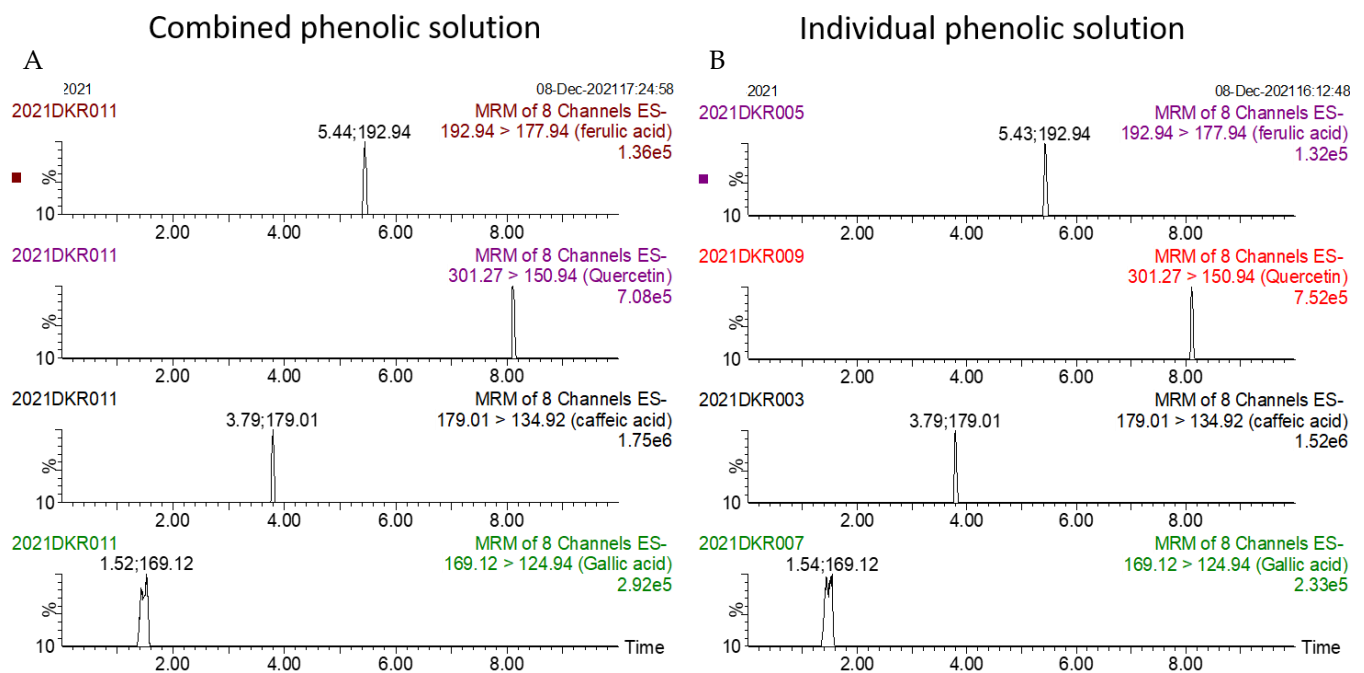 Combined phenolic solution
A
2021
08-Dec-202117:24:58
2021DKR011
MRM of 8 Channels ES-
192.94 > 177.94 (ferulic acid)
1.36e5
5.44;192.94
%
10
2.00 4.00 6.00 8.00
2021DKR011
MRM of 8 Channels ES-
301.27 > 150.94 (Quercetin)
7.08e5
%
10
2.00 4.00 6.00 8.00
2021DKR011
MRM of 8 Channels ES-
179.01 > 134.92 (caffeic acid)
1.75e6
3.79;179.01
%
10
2.00 4.00 6.00 8.00
2021DKR011
MRM of 8 Channels ES-
169.12 > 124.94 (Gallic acid)
2.92e5
1.52;169.12
%
10
Time
2.00 4.00 6.00 8.00
Individual phenolic solution
B
2021
08-Dec-202116:12:48
2021DKR005
MRM of 8 Channels ES-
192.94 > 177.94 (ferulic acid)
1.32e5
5.43;192.94
%
10
2.00 4.00 6.00 8.00
2021DKR009
MRM of 8 Channels ES-
301.27 > 150.94 (Quercetin)
7.52e5
%
10
2.00 4.00 6.00 8.00
2021DKR003
MRM of 8 Channels ES-
179.01 > 134.92 (caffeic acid)
1.52e6
3.79;179.01
%
10
2.00 4.00 6.00 8.00
2021DKR007
MRM of 8 Channels ES-
169.12 > 124.94 (Gallic acid)
2.33e5
1.54;169.12
%
10
Time
2.00 4.00 6.00 8.00